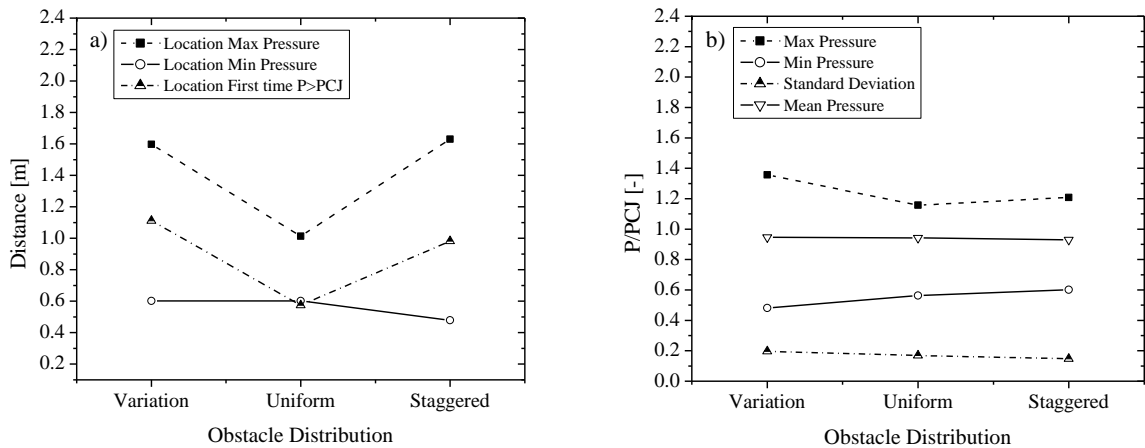 a)
Location Max Pressure
Location Min Pressure
Location First time P>PCJ
2.4
2.2
2.0
1.8
1.6
1.4
1.2
1.0
0.8
0.6
0.4
0.2
Distance [m]
Variation Uniform Staggered
Obstacle Distribution
b)
Max Pressure
Min Pressure
Standard Deviation
Mean Pressure
2.4
2.2
2.0
1.8
1.6
1.4
1.2
1.0
0.8
0.6
0.4
0.2
0.0
P/PCJ [-]
Variation Uniform Staggered
Obstacle Distribution